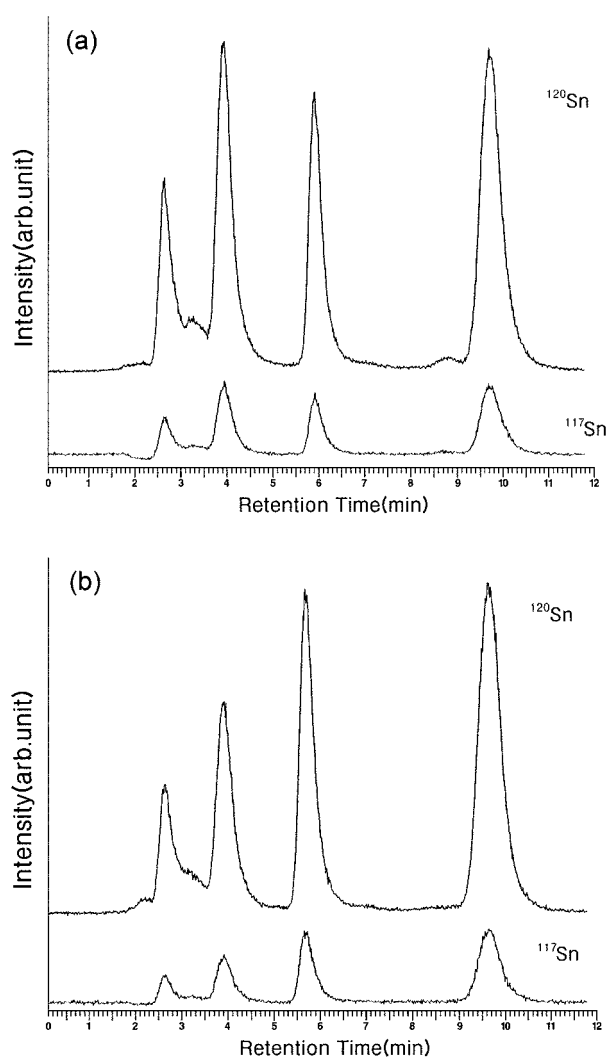 (a)
¹²⁰Sn
Intensity(arb.unit)
¹¹⁷Sn
0 1 2 3 4 5 6 7 8 9 10 11 12
Retention Time(min)
(b)
¹²⁰Sn
Intensity(arb.unit)
¹¹⁷Sn
0 1 2 3 4 5 6 7 8 9 10 11 12
Retention Time(min)